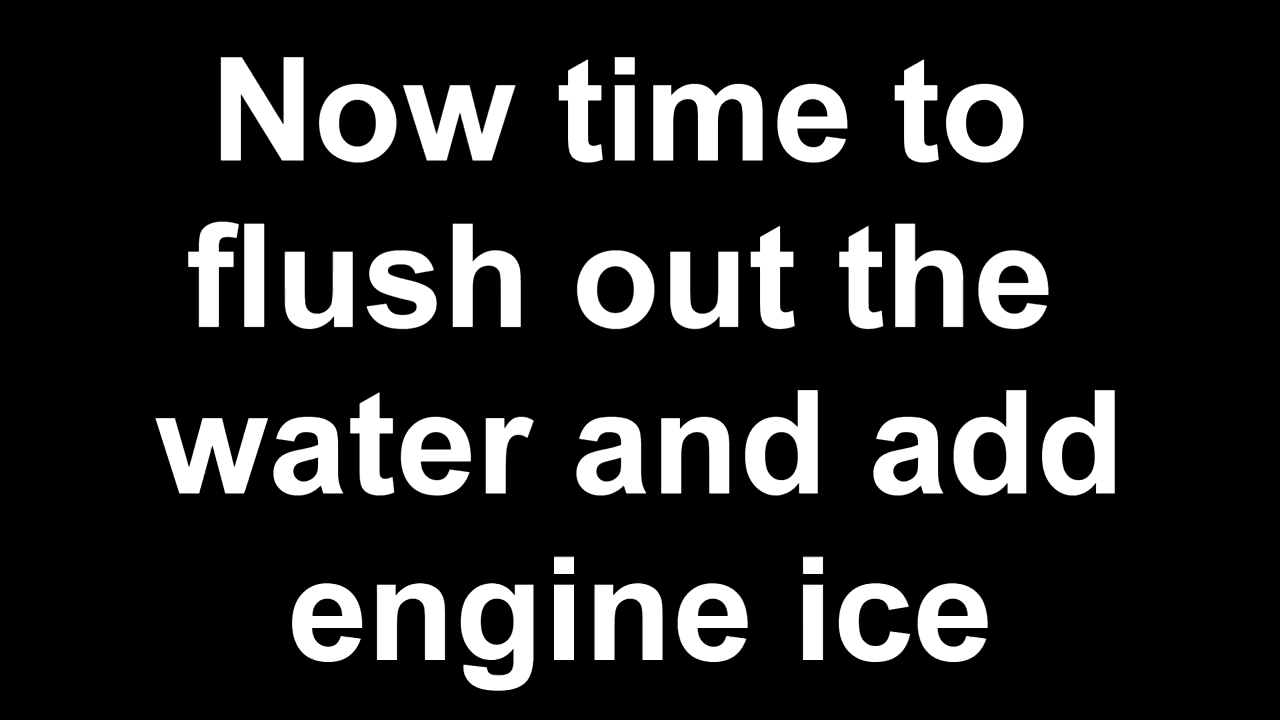 Now time to
flush out the
water and add
engine ice